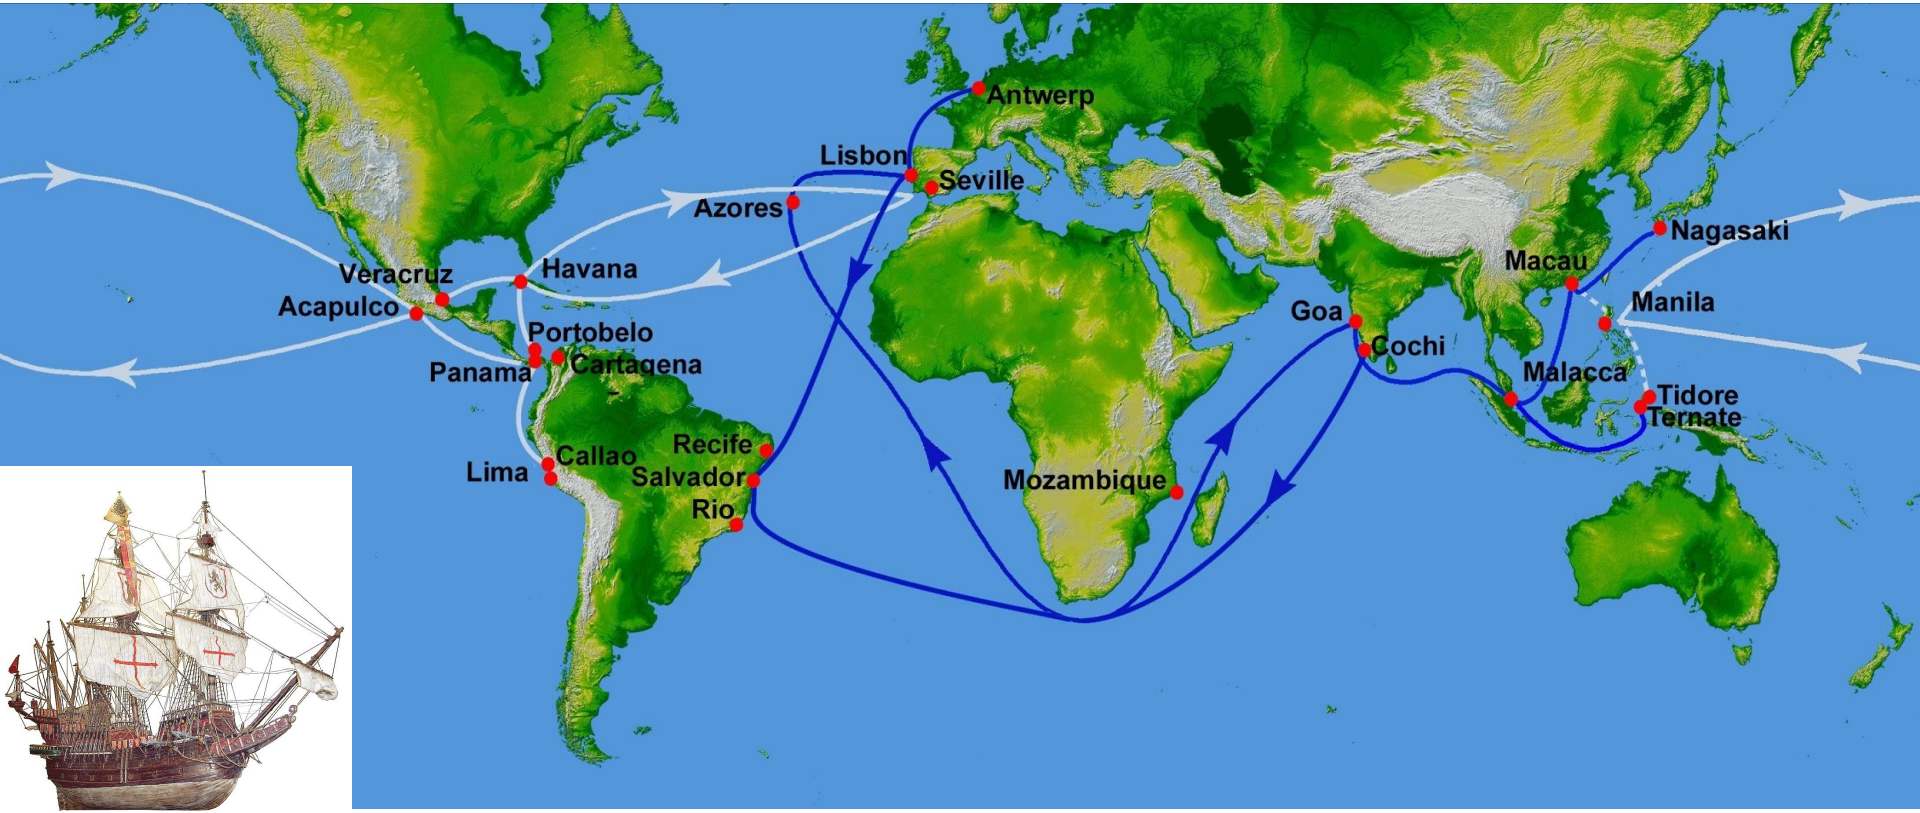 Antwerp
Lisbon
Seville
Azores
Nagasaki
Macau
Veracruz
Havana
Acapulco
Manila
Goa
Portobelo
Cochi
Panama
Cartagena
Malacca
Tidore
Ternate
Recife
Callao
Lima
Salvador
Mozambique
Rio